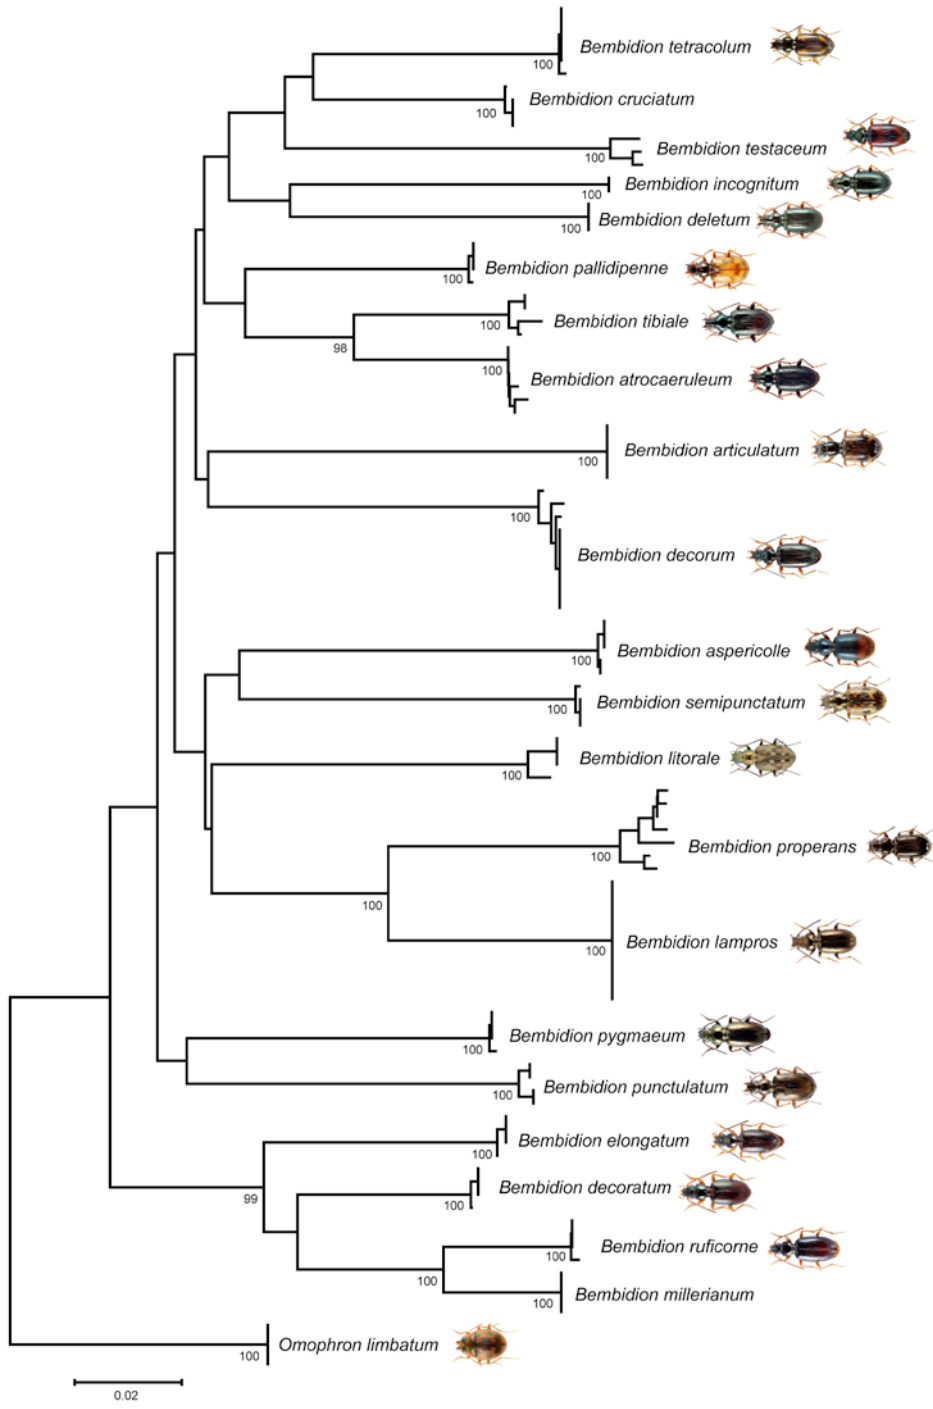 Bembidion tetracolum
100
Bembidion cruciatum
100
Bembidion testaceum
100
Bembidion incognitum
100
Bembidion deletum
100
Bembidion pallidipenne
100
Bembidion tibiale
100
98
Bembidion atrocaeruleum
100
Bembidion articulatum
100
Bembidion decorum
100
Bembidion aspericolle
100
Bembidion semipunctatum
100
Bembidion litorale
100
Bembidion properans
100
100
Bembidion lampros
100
Bembidion pygmaeum
100
Bembidion punctulatum
100
Bembidion elongatum
100
99
Bembidion decoratum
100
Bembidion ruficorne
100
100
Bembidion millerianum
100
Omophron limbatum
100
0.02